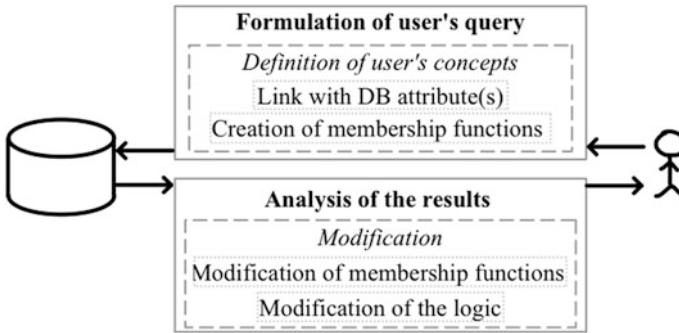 Formulation of user's query
Definition of user's concepts
Link with DB attribute(s)
Creation of membership functions
Analysis of the results
Modification
Modification of membership functions
Modification of the logic